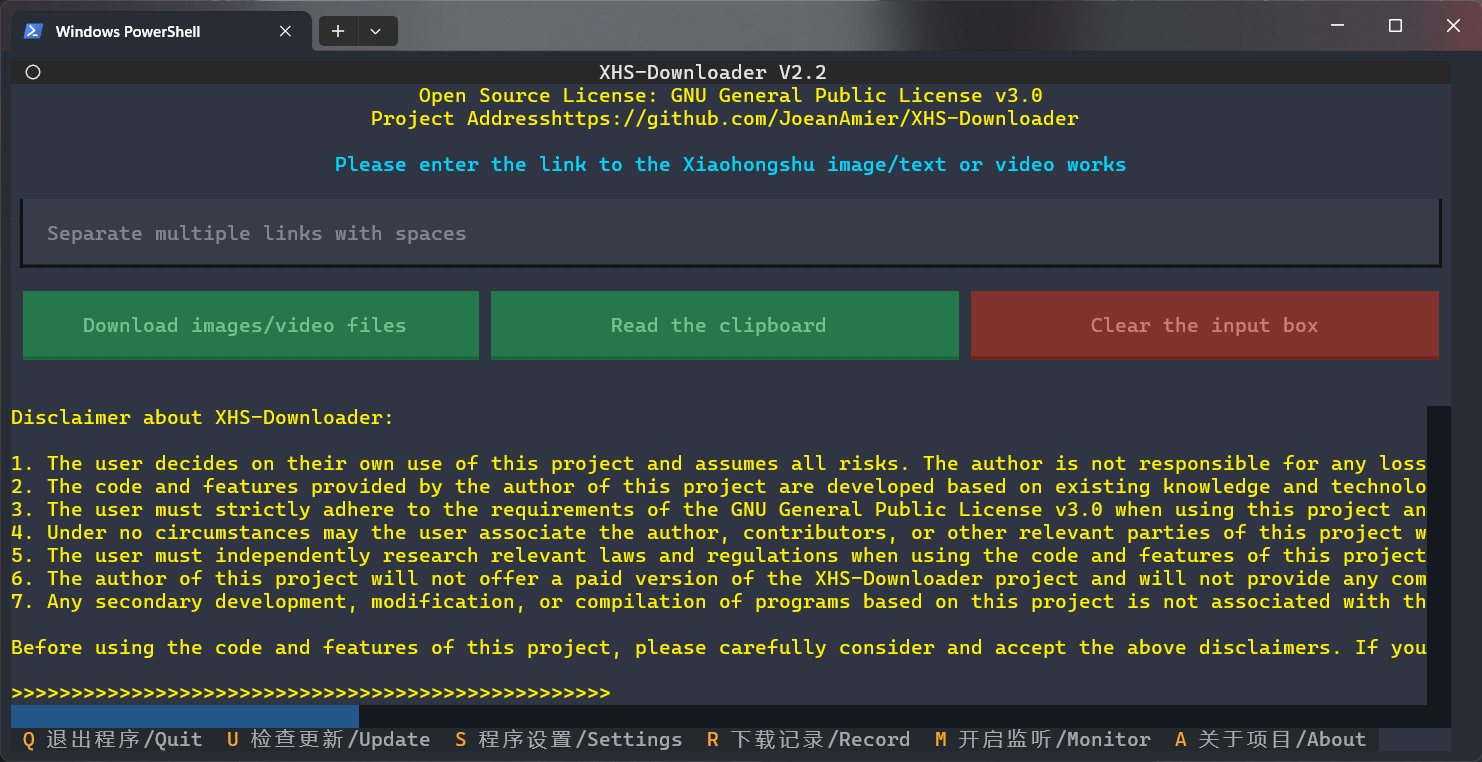 Windows PowerShell
XHS-Downloader V2.2
Open Source License: GNU General Public License v3.0
Project Addresshttps://github.com/JoeanAmier/XHS-Downloader
Please enter the link to the Xiaohongshu image/text or video works
Separate multiple links with spaces
Download images/video files Read the clipboard Clear the input box
Disclaimer about XHS-Downloader:
1. The user decides on their own use of this project and assumes all risks. The author is not responsible for any loss
2. The code and features provided by the author of this project are developed based on existing knowledge and technolo
3. The user must strictly adhere to the requirements of the GNU General Public License v3.0 when using this project an
4. Under no circumstances may the user associate the author, contributors, or other relevant parties of this project w
5. The user must independently research relevant laws and regulations when using the code and features of this project
6. The author of this project will not offer a paid version of the XHS-Downloader project and will not provide any com
7. Any secondary development, modification, or compilation of programs based on this project is not associated with th
Before using the code and features of this project, please carefully consider and accept the above disclaimers. If you
>>>>>>>>>>>>>>>>>>>>>>>>>>>>>>>>>>>>>>>>>>>>>>>>>>
Q 退出程序/Quit U 检查更新/Update S 程序设置/Settings R 下载记录/Record M 开启监听/Monitor A 关于项目/About